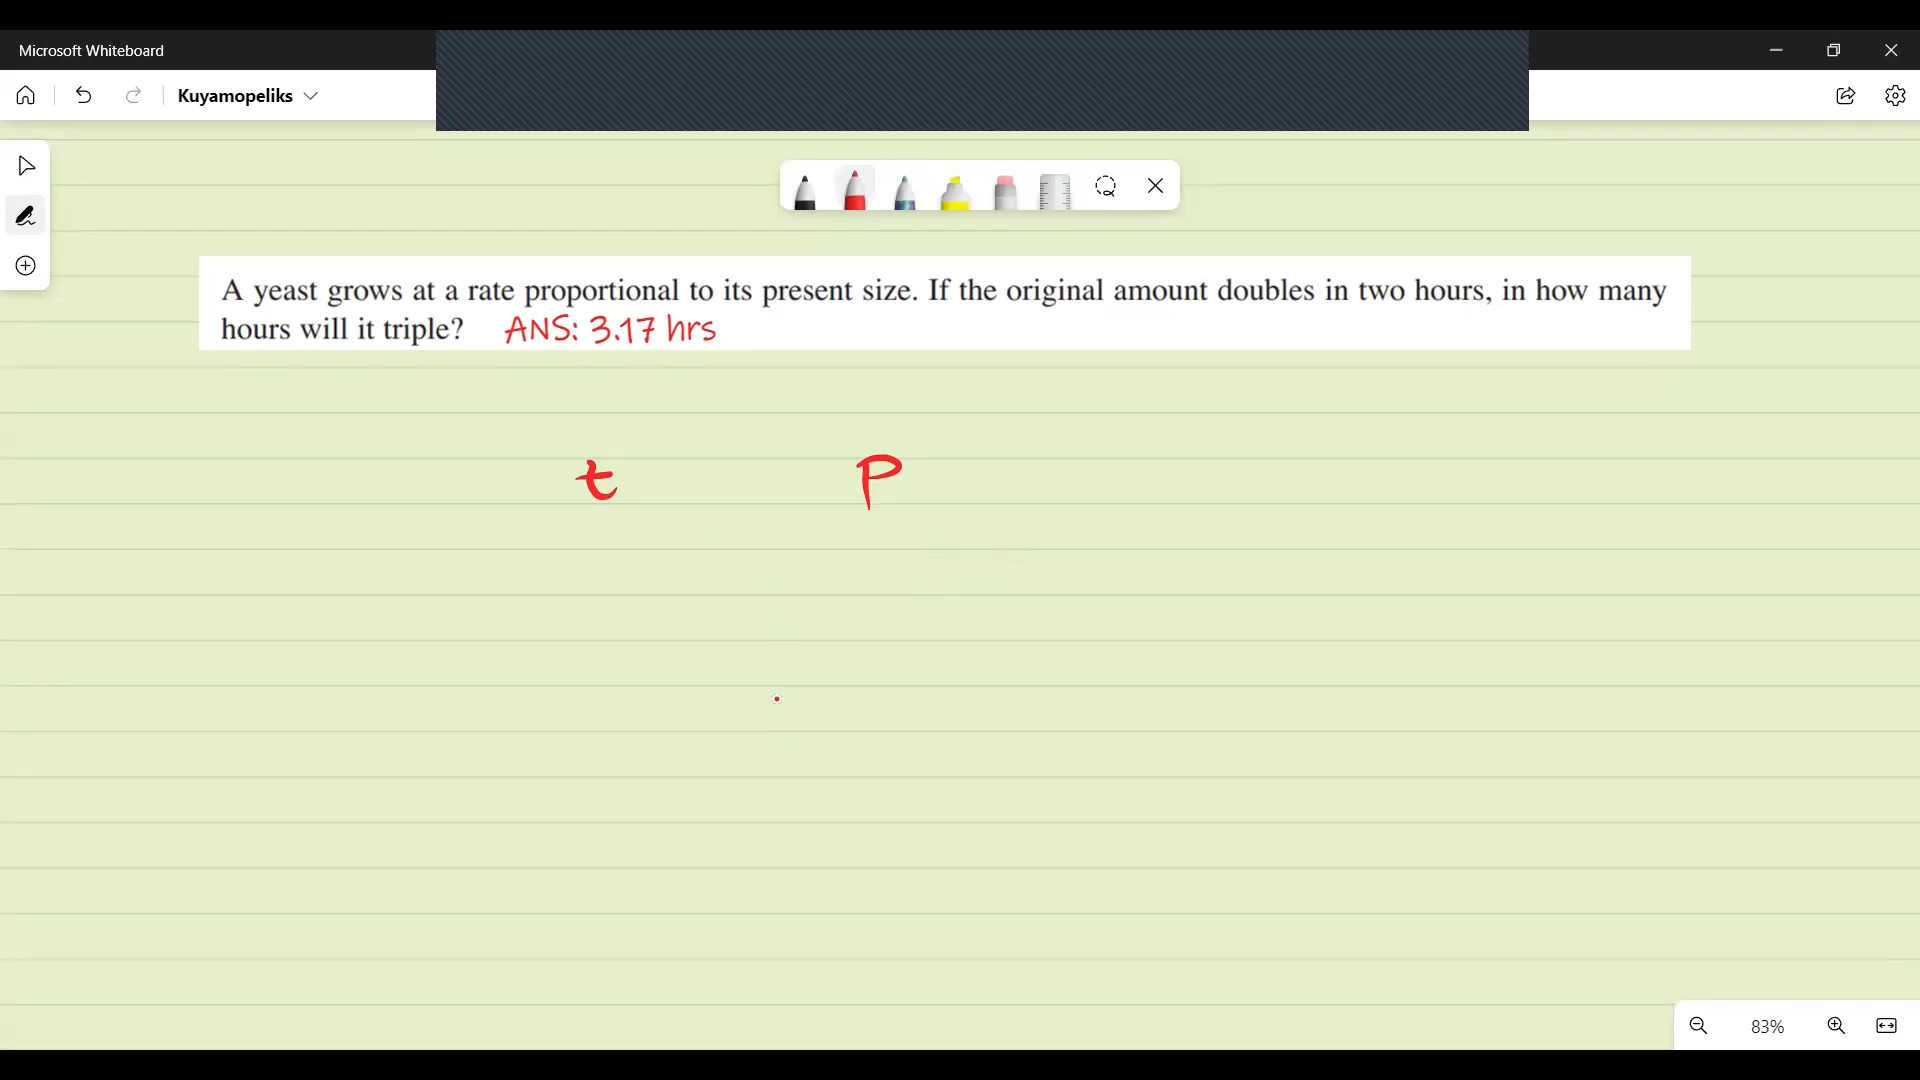 Microsoft Whiteboard
Kuyamopeliks
A yeast grows at a rate proportional to its present size. If the original amount doubles in two hours, in how many
hours will it triple? ANS: 3.17 hrs
t P
83%